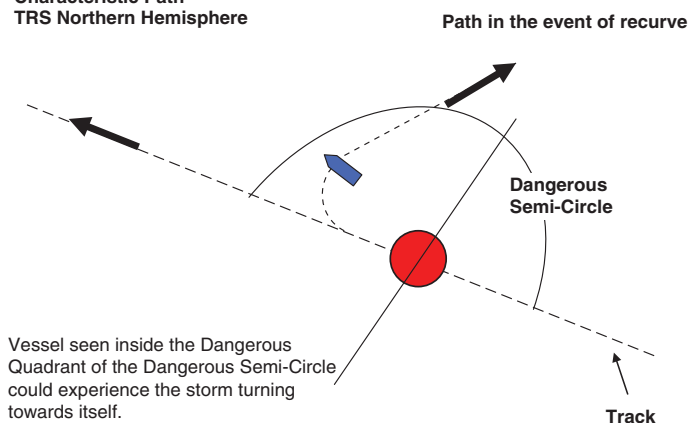 TRS Northern Hemisphere
Path in the event of recurve
Dangerous
Semi-Circle
Vessel seen inside the Dangerous
Quadrant of the Dangerous Semi-Circle
could experience the storm turning
towards itself.
Track